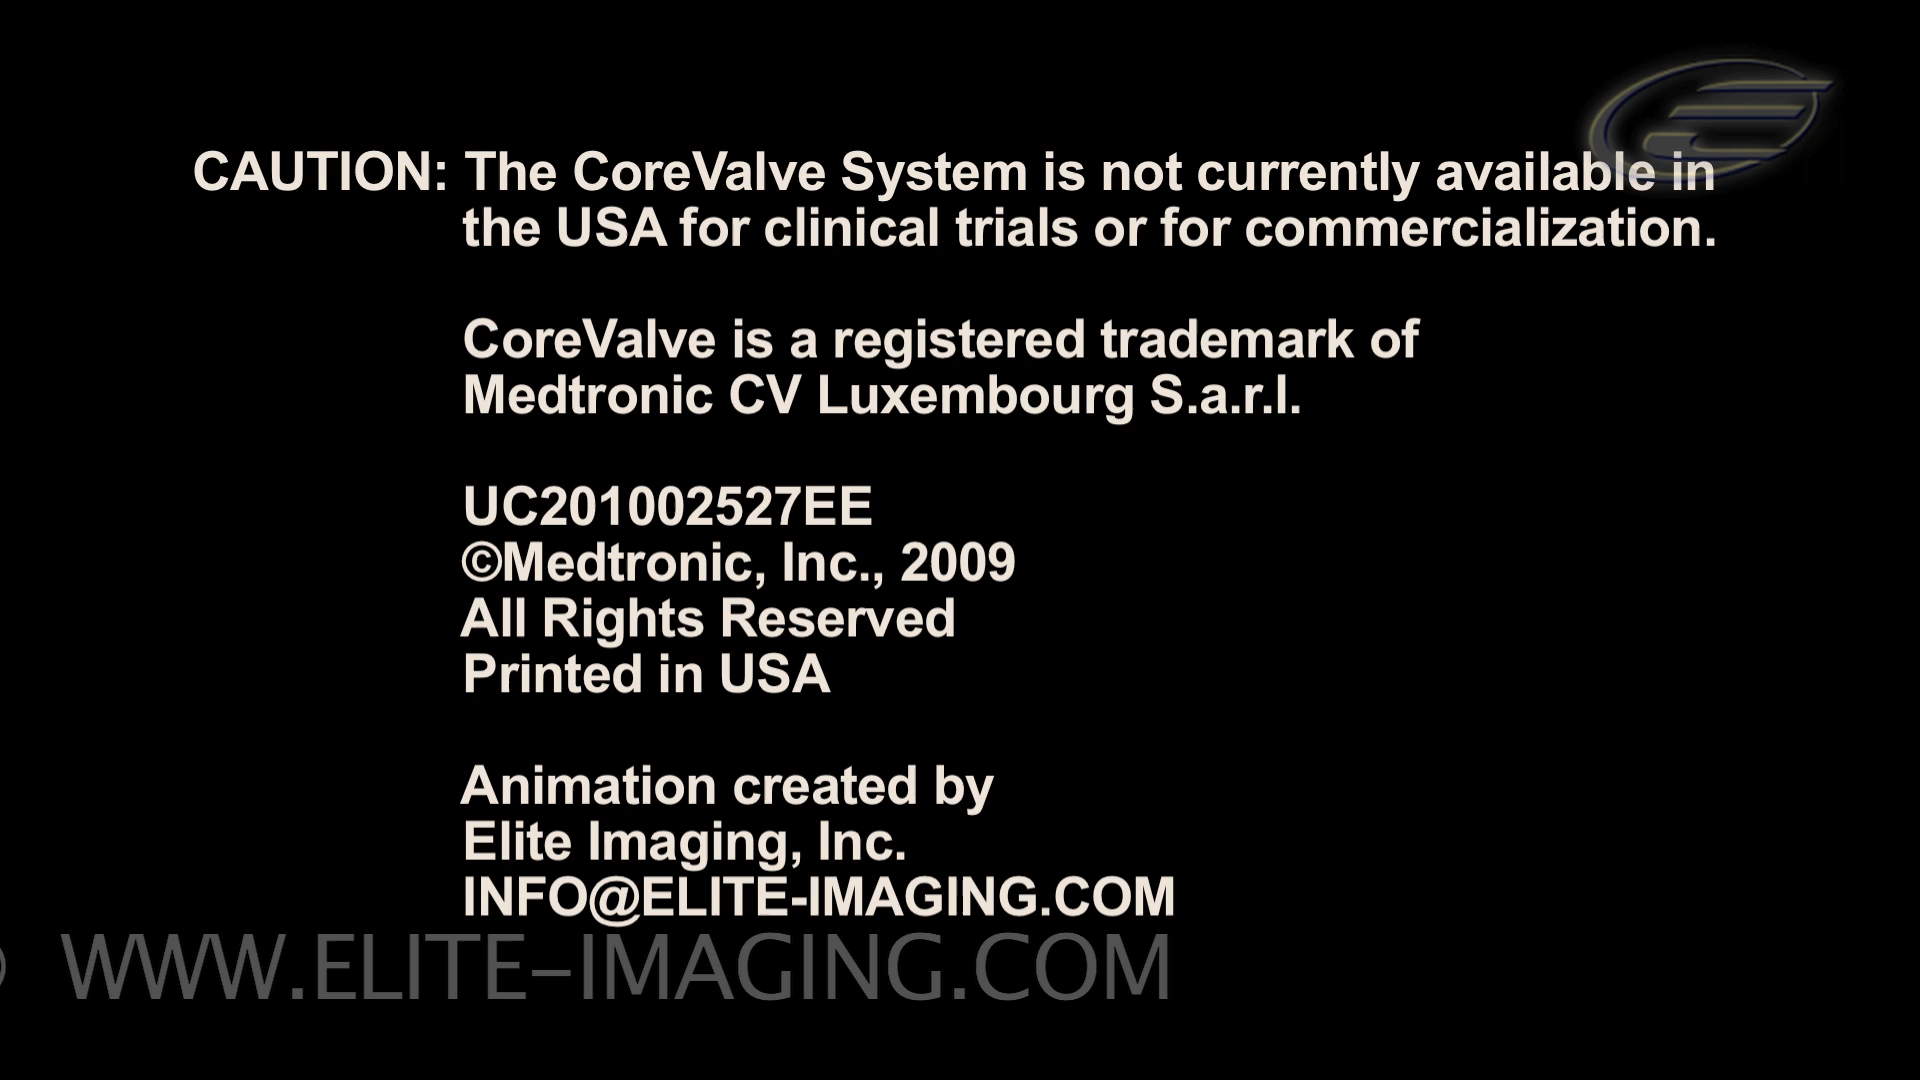 CAUTION: The CoreValve System is not currently available in
the USA for clinical trials or for commercialization.
CoreValve is a registered trademark of
Medtronic CV Luxembourg S.a.r.l.
UC201002527EE
©Medtronic, Inc., 2009
All Rights Reserved
Printed in USA
Animation created by
Elite Imaging, Inc.
INFO@ELITE-IMAGING.COM
WWW.ELITE-IMAGING.COM